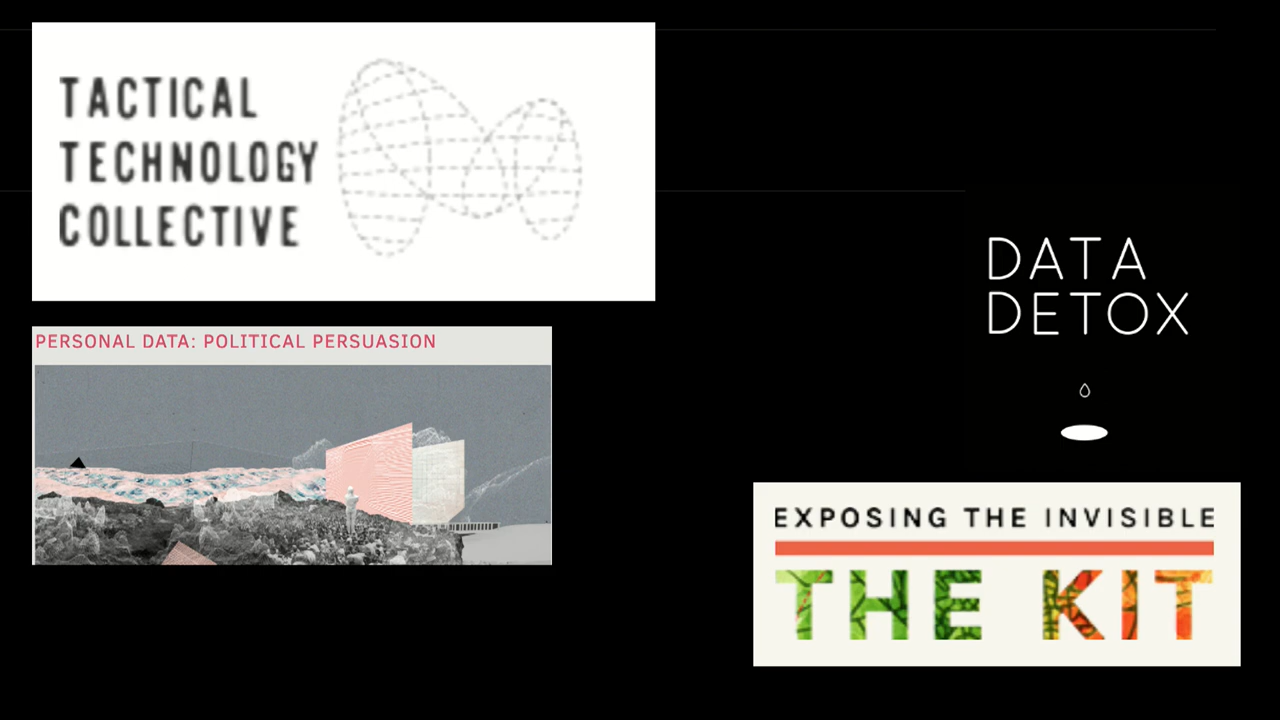 TACTICAL
TECHNOLOGY
COLLECTIVE
PERSONAL DATA: POLITICAL PERSUASION
DATA
DETOX
EXPOSING THE INVISIBLE
THE KIT